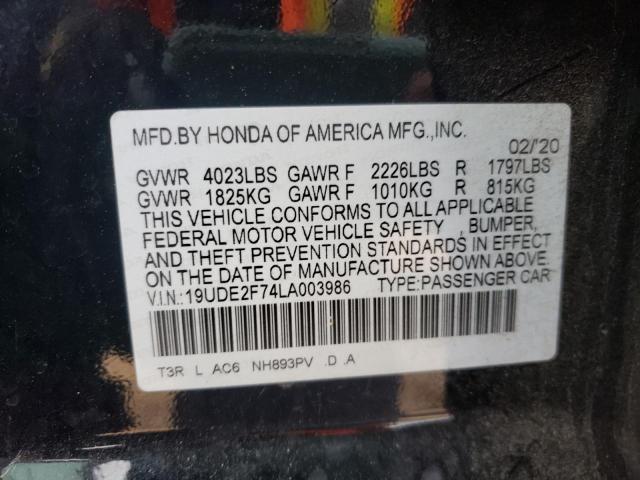 MFD.BY HONDA OF AMERICA MFG.,INC.
02/'20
GVWR 4023LBS GAWR F 2226LBS R 1797LBS
GVWR 1825KG GAWR F 1010KG R 815KG
THIS VEHICLE CONFORMS TO ALL APPLICABLE
FEDERAL MOTOR VEHICLE SAFETY , BUMPER,
AND THEFT PREVENTION STANDARDS IN EFFECT
ON THE DATE OF MANUFACTURE SHOWN ABOVE.
V.I.N.:19UDE2F74LA003986 TYPE:PASSENGER CAR
T3R L AC6 NH893PV .D .A